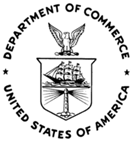 DEPARTMENT OF COMMERCE
UNITED STATES OF AMERICA